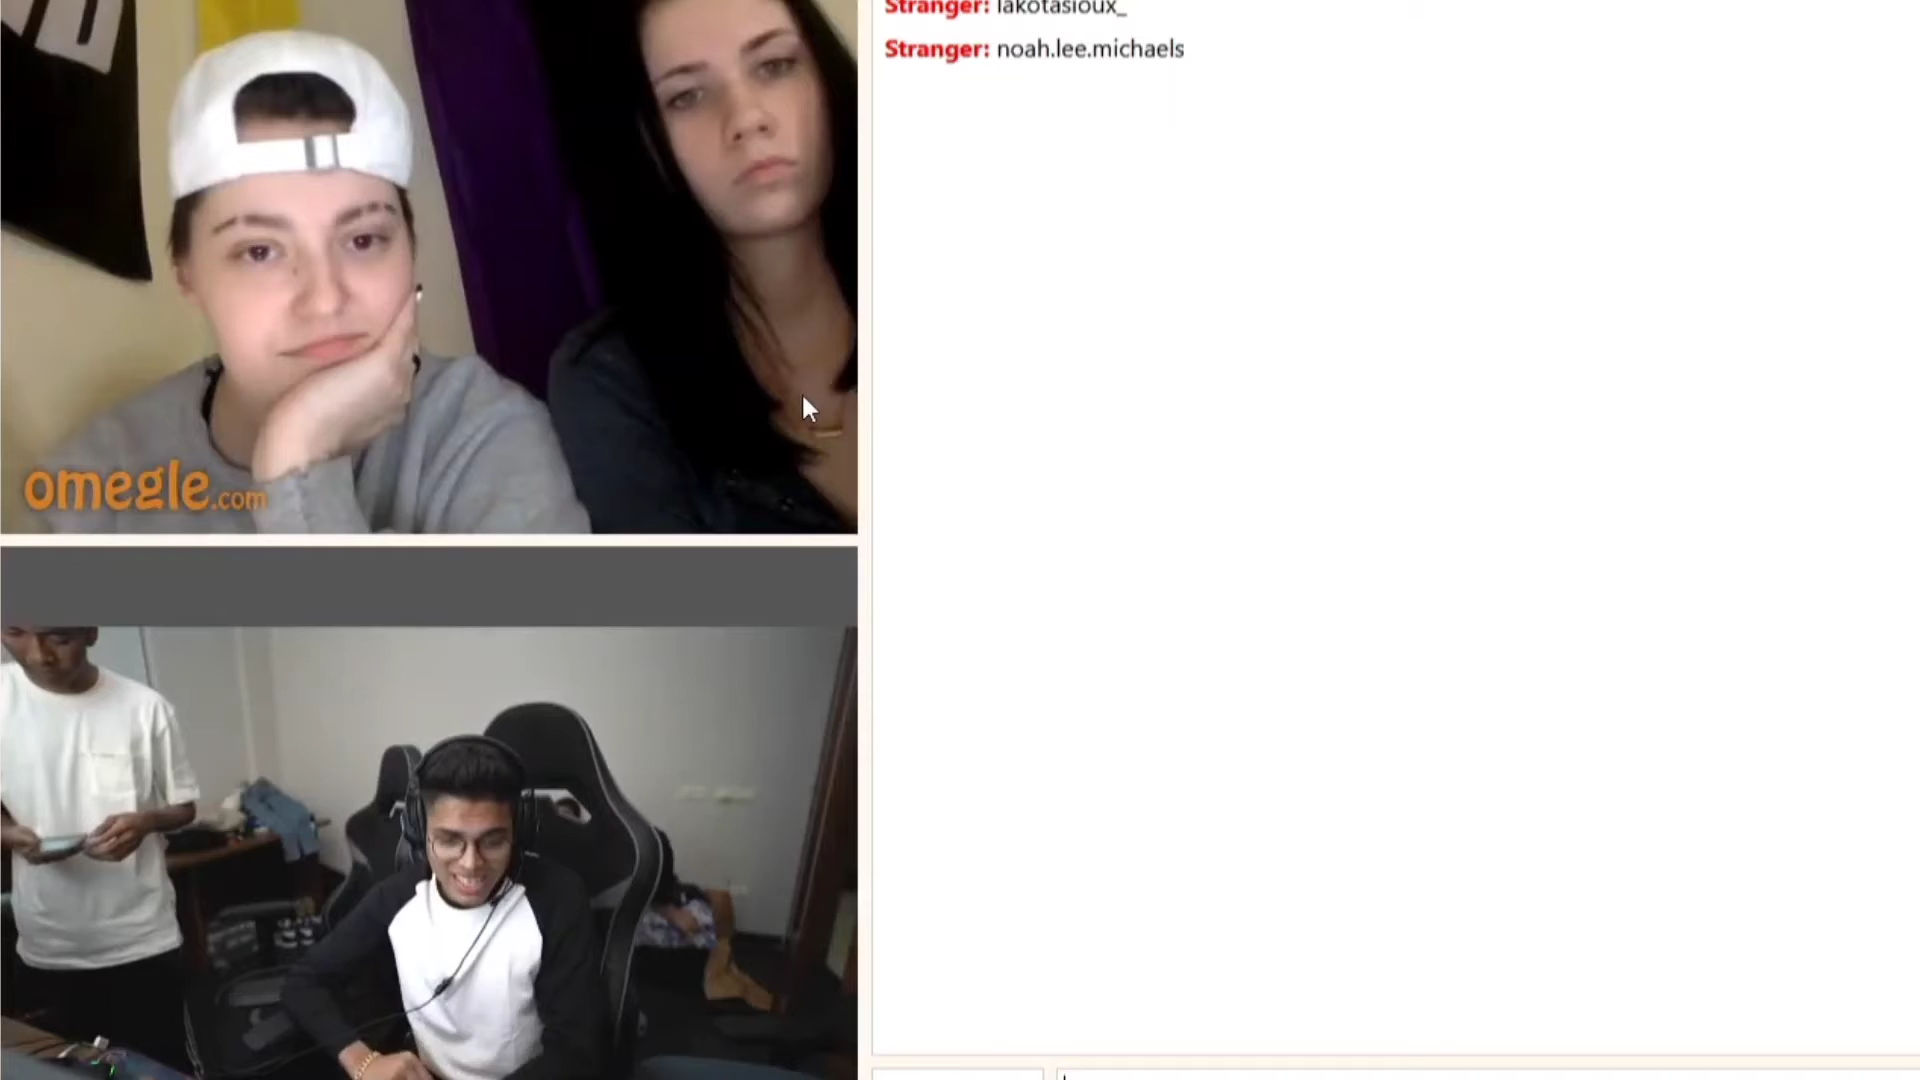 Stranger: lakotasioux_
Stranger: noah.lee.michaels
omegle.com